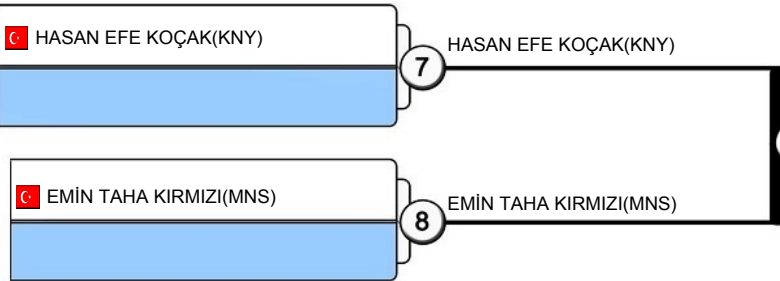 HASAN EFE KOÇAK(KNY)
7
HASAN EFE KOÇAK(KNY)
EMİN TAHA KIRMIZI(MNS)
8
EMİN TAHA KIRMIZI(MNS)